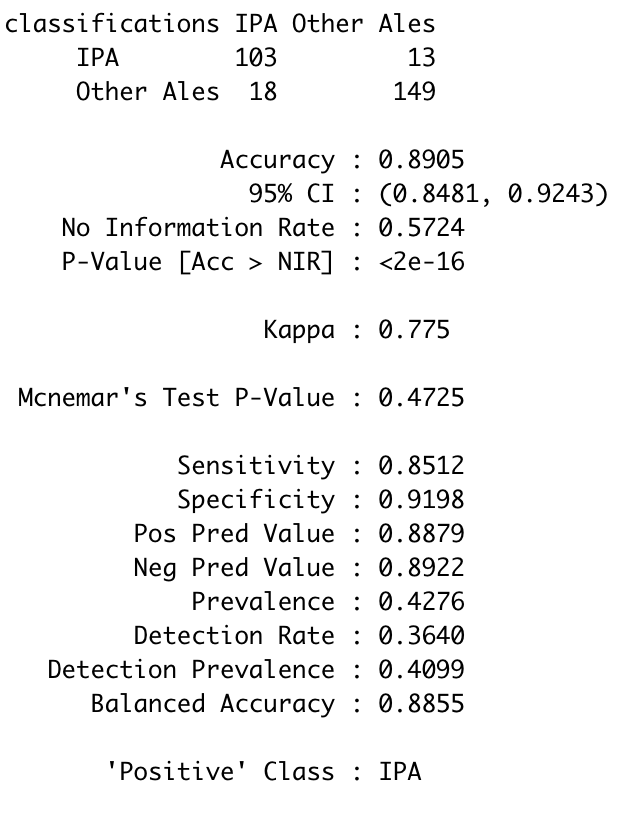 classifications IPA Other Ales
IPA 103 13
Other Ales 18 149
Accuracy : 0.8905
95% CI : (0.8481, 0.9243)
No Information Rate : 0.5724
P-Value [Acc > NIR] : <2e-16
Kappa : 0.775
Mcnemar's Test P-Value : 0.4725
Sensitivity : 0.8512
Specificity : 0.9198
Pos Pred Value : 0.8879
Neg Pred Value : 0.8922
Prevalence : 0.4276
Detection Rate : 0.3640
Detection Prevalence : 0.4099
Balanced Accuracy : 0.8855
'Positive' Class : IPA